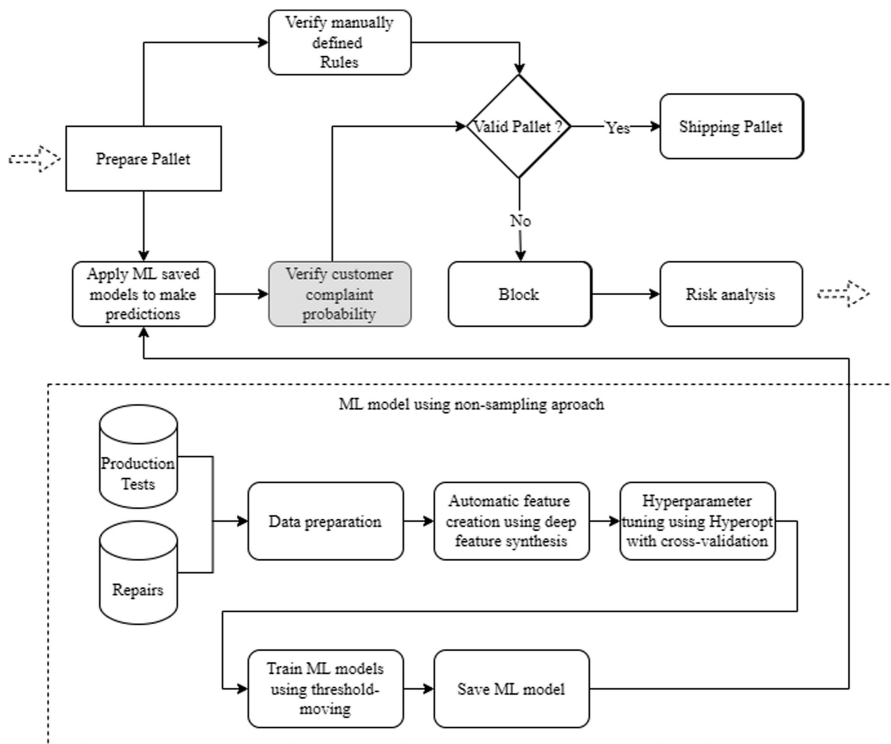 Verify manually
defined
Rules
Prepare Pallet
Valid Pallet ?
Yes
Shipping Pallet
No
Apply ML saved
models to make
predictions
Verify customer
complaint
probability
Block
Risk analysis
ML model using non-sampling aproach
Production
Tests
Repairs
Data preparation
Automatic feature
creation using deep
feature synthesis
Hyperparameter
tuning using Hyperopt
with cross-validation
Train ML models
using threshold-
moving
Save ML model